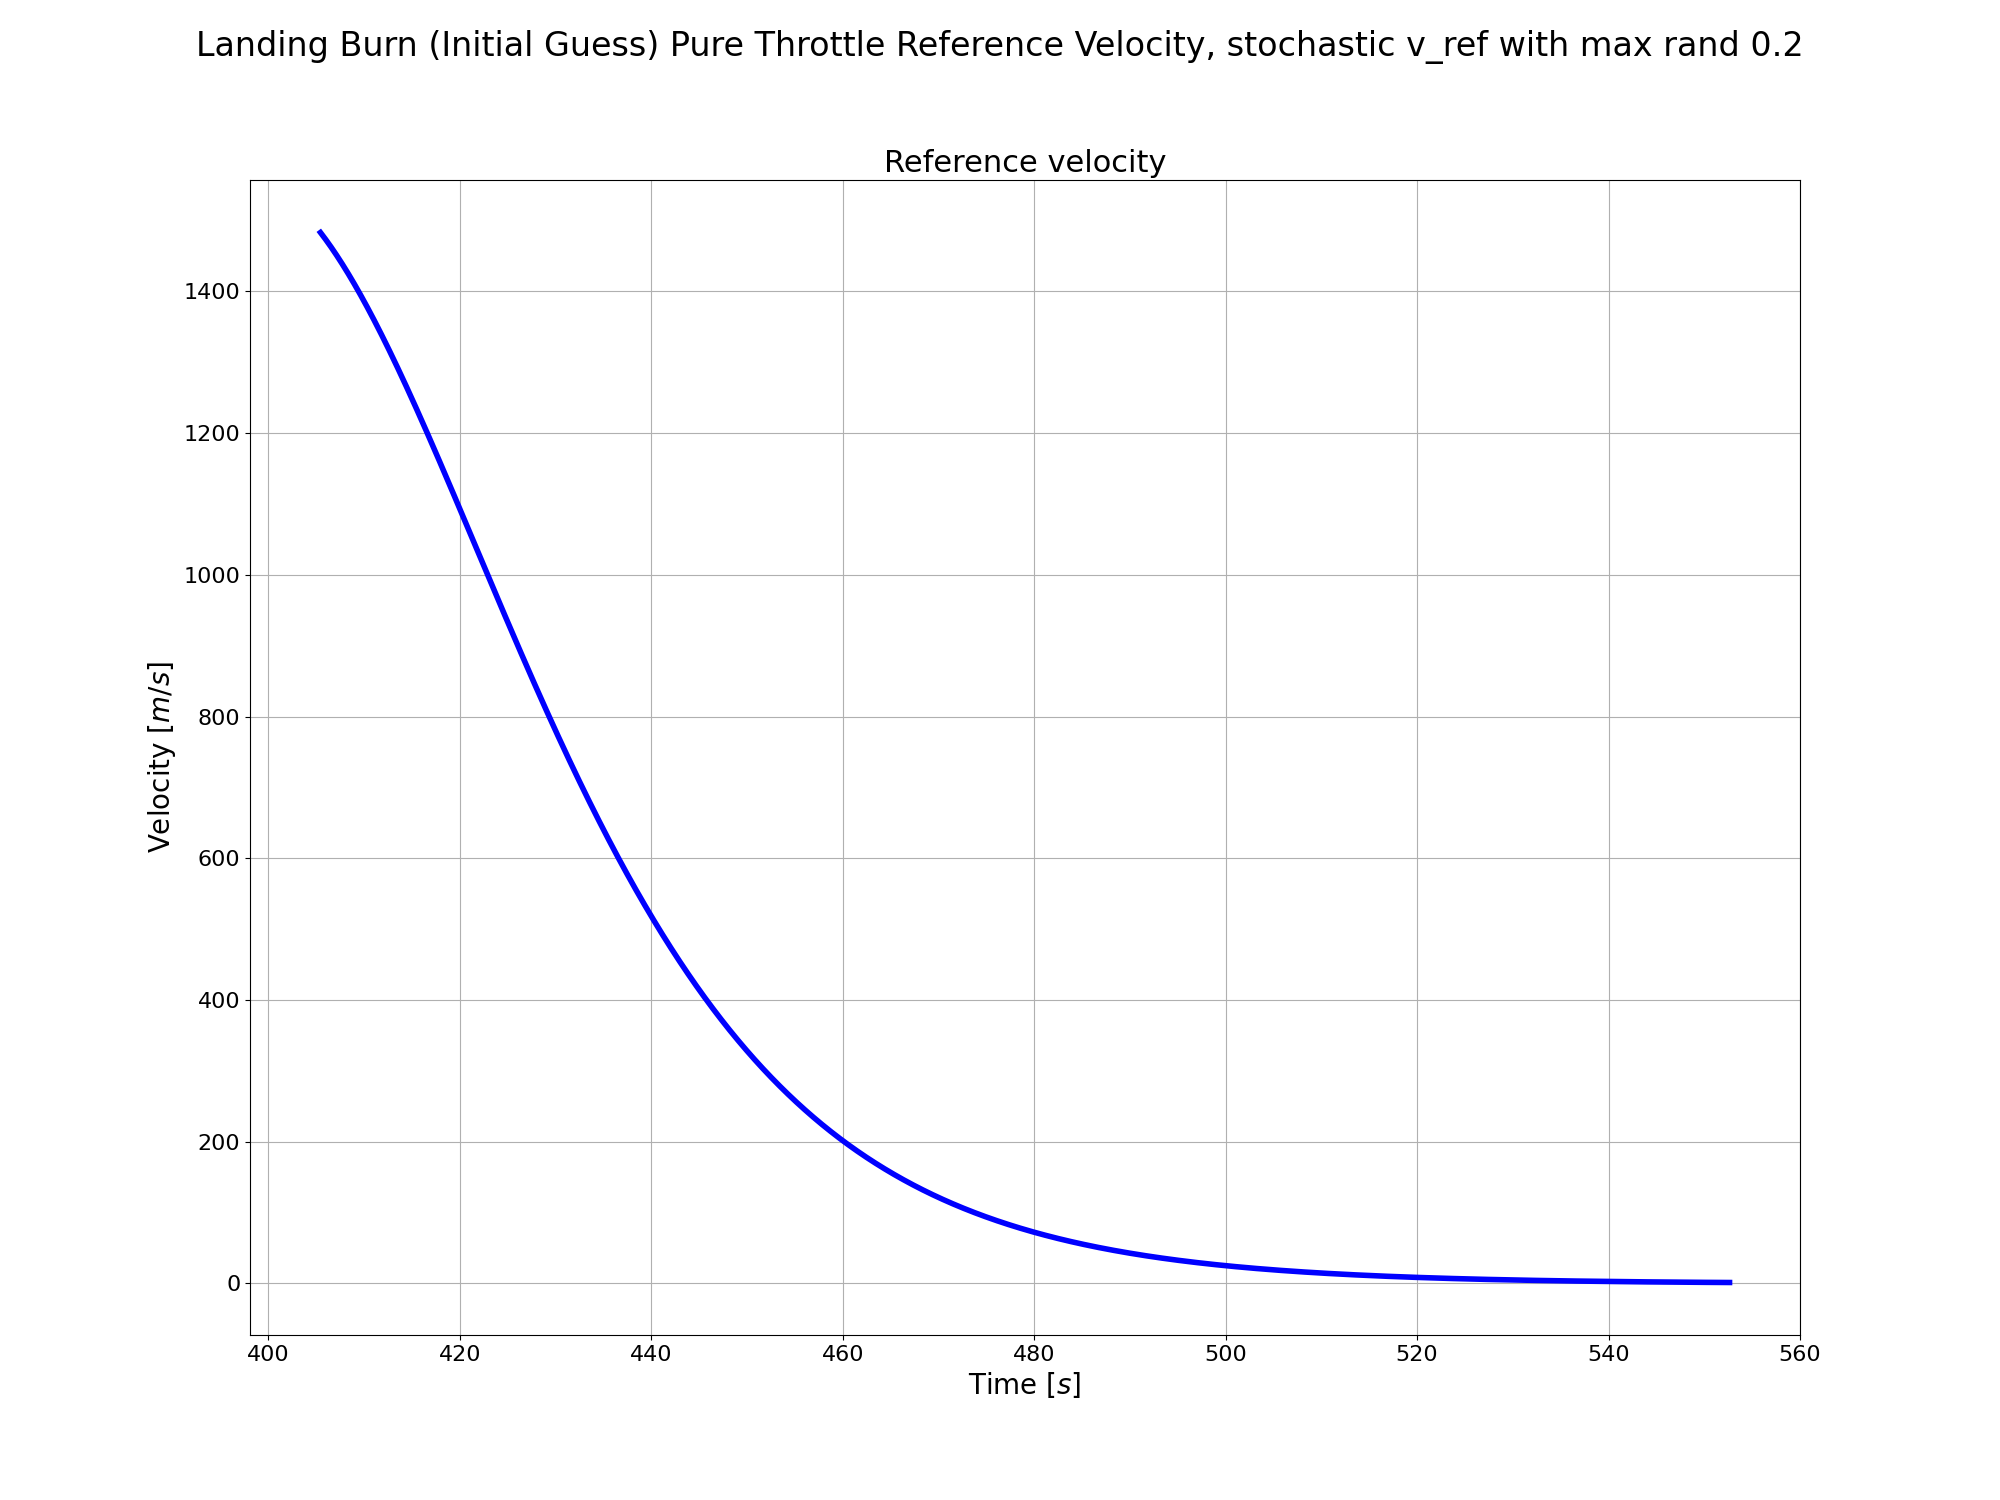 Landing Burn (Initial Guess) Pure Throttle Reference Velocity, stochastic v_ref with max rand 0.2
Reference velocity
1400
1200
1000
800
600
400
200
0
Velocity [m/s]
400 420 440 460 480 500 520 540 560
Time [s]